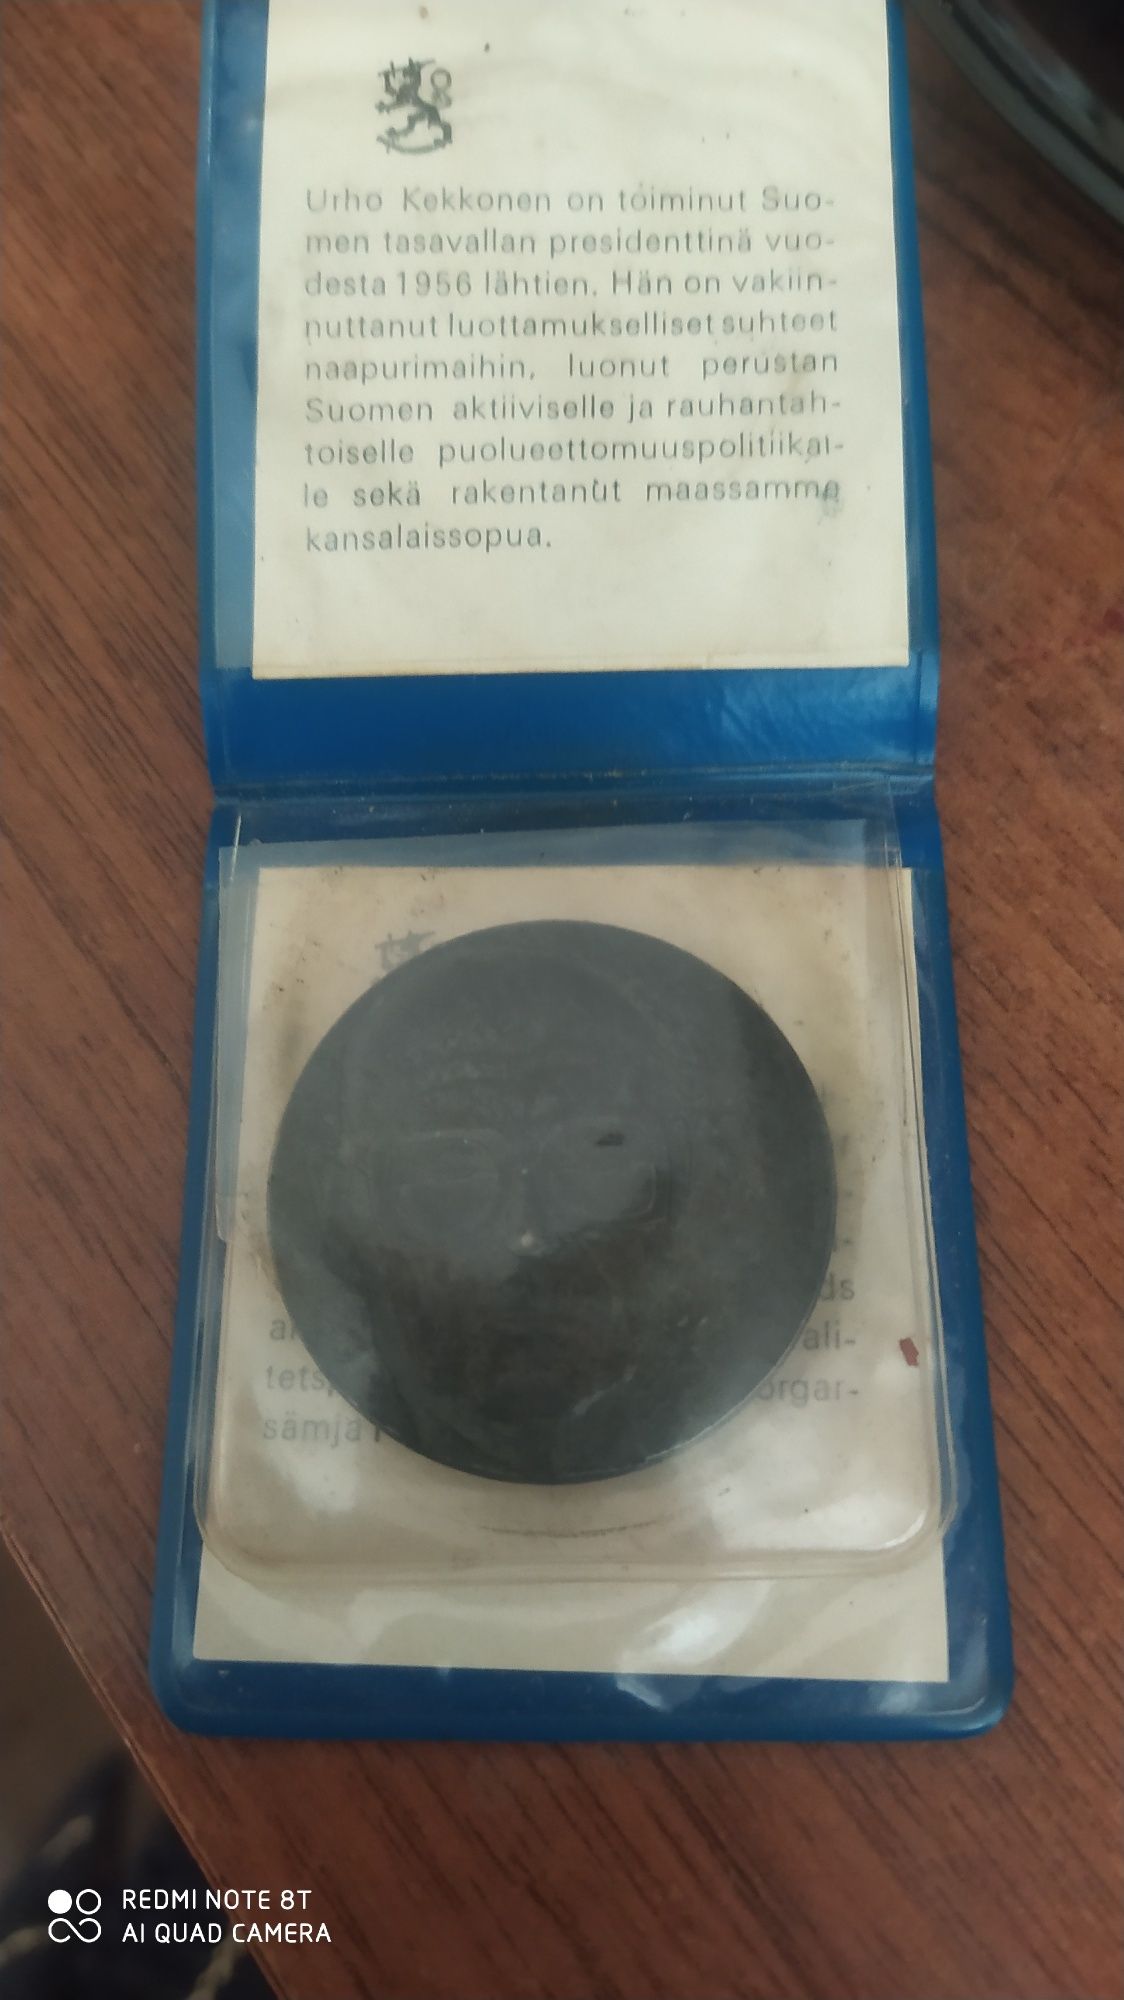 Urho Kekkonen on toiminut Suo-
men tasavallan presidenttinä vuo-
desta 1956 lähtien. Hän on vakiin-
nuttanut luottamukselliset suhteet
naapurimaihin, luonut perustan
Suomen aktiiviselle ja rauhantah-
toiselle puolueettomuuspolitiikal-
le sekä rakentanut maassamme
kansalaissopua.
ds
ali-
tets orgar-
sämja
REDMI NOTE 8T
AI QUAD CAMERA